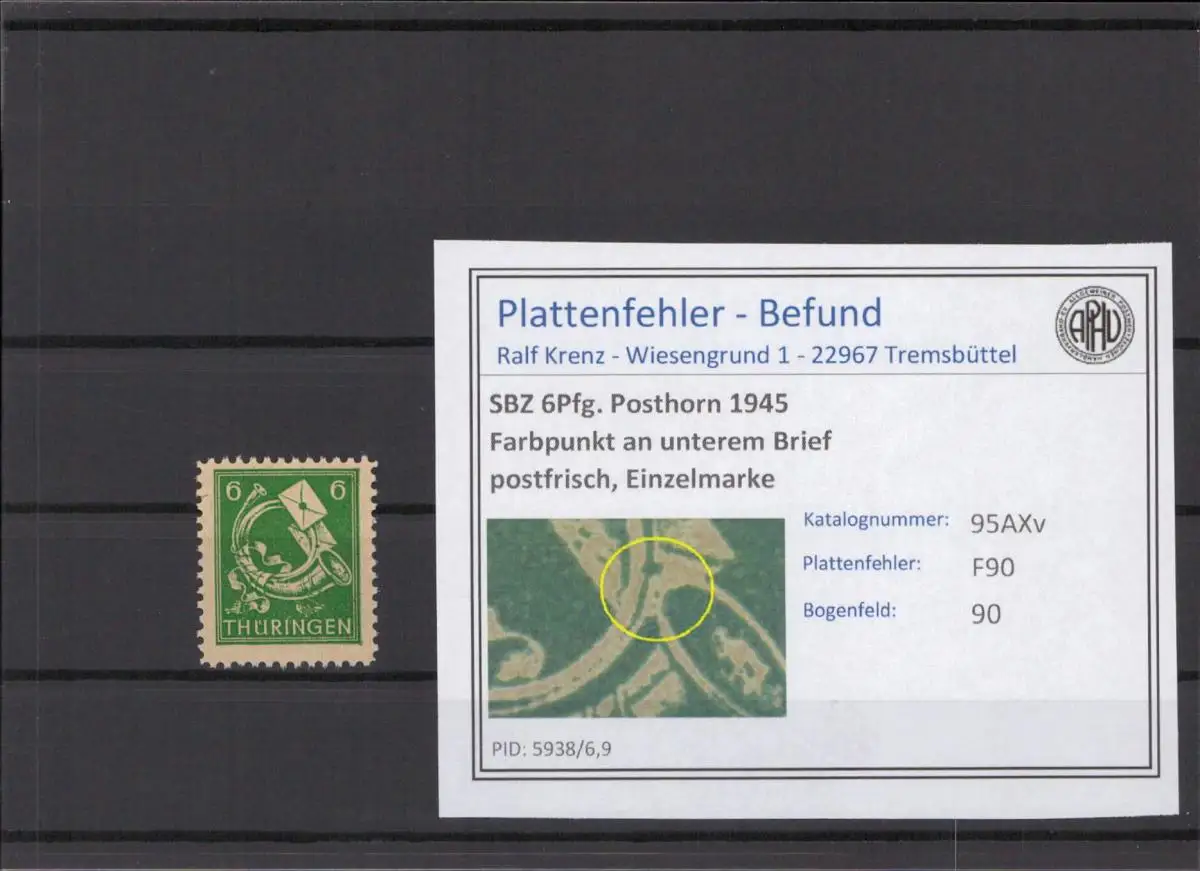 6 6
THÜRINGEN
Plattenfehler - Befund
Ralf Krenz - Wiesengrund 1 - 22967 Tremsbüttel
APHV
SBZ 6Pfg. Posthorn 1945
Farbpunkt an unterem Brief
postfrisch, Einzelmarke
Katalognummer: 95AXv
Plattenfehler: F90
Bogenfeld: 90
PID: 5938/6,9